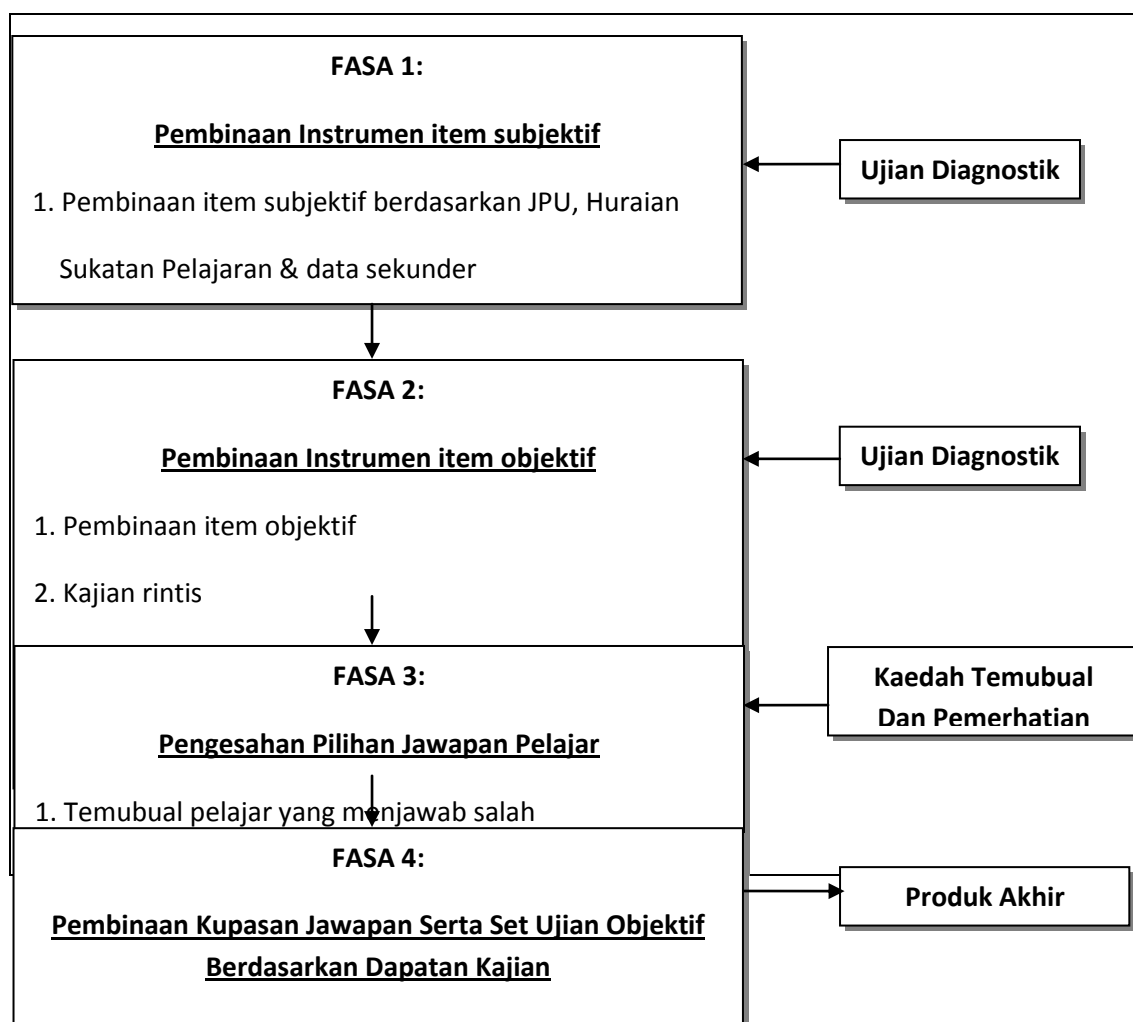 FASA 1:
Pembinaan Instrumen item subjektif
1. Pembinaan item subjektif berdasarkan JPU, Huraian
Sukatan Pelajaran & data sekunder
Ujian Diagnostik
FASA 2:
Pembinaan Instrumen item objektif
1. Pembinaan item objektif
2. Kajian rintis
Ujian Diagnostik
FASA 3:
Pengesahan Pilihan Jawapan Pelajar
1. Temubual pelajar yang menjawab salah
Kaedah Temubual
Dan Pemerhatian
FASA 4:
Pembinaan Kupasan Jawapan Serta Set Ujian Objektif
Berdasarkan Dapatan Kajian
Produk Akhir